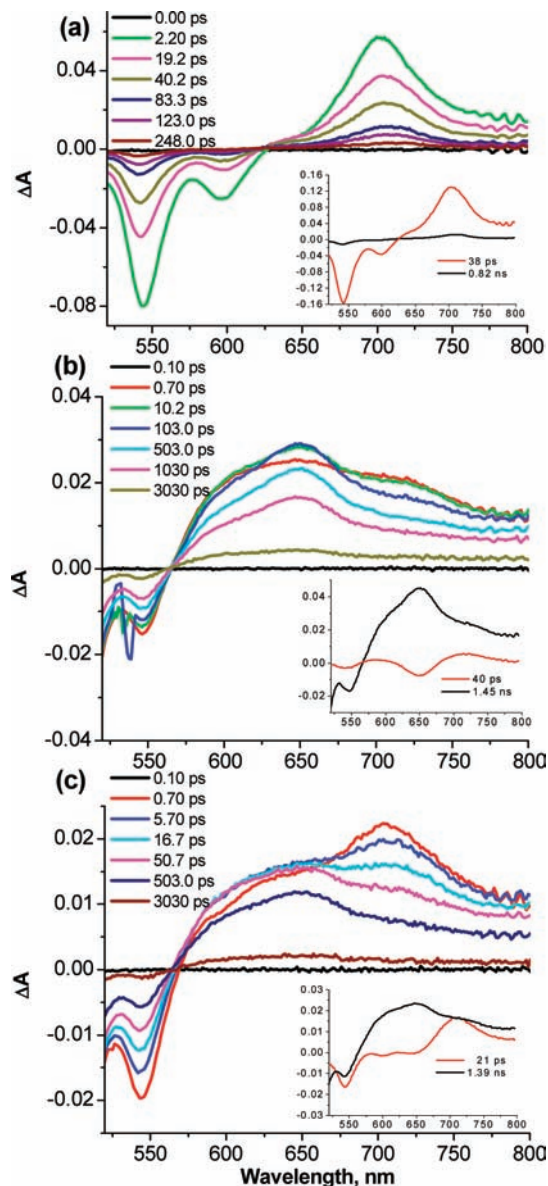 (a)
0.00 ps
2.20 ps
19.2 ps
40.2 ps
83.3 ps
123.0 ps
248.0 ps
0.04
0.00
-0.04
-0.08
ΔA
0.16
0.12
0.08
0.04
0.0
-0.04
-0.08
-0.12
-0.16
38 ps
0.82 ns
550 600 650 700 750 800
550 600 650 700 750 800
(b)
0.10 ps
0.70 ps
10.2 ps
103.0 ps
503.0 ps
1030 ps
3030 ps
0.04
0.02
0.00
-0.02
-0.04
ΔA
0.04
0.02
0.00
-0.02
40 ps
1.45 ns
550 600 650 700 750 800
550 600 650 700 750 800
(c)
0.10 ps
0.70 ps
5.70 ps
16.7 ps
50.7 ps
503.0 ps
3030 ps
0.02
0.01
0.00
-0.01
-0.02
ΔA
0.03
0.02
0.01
0.0
-0.01
-0.02
-0.03
21 ps
1.39 ns
550 600 650 700 750 800
550 600 650 700 750 800
Wavelength, nm